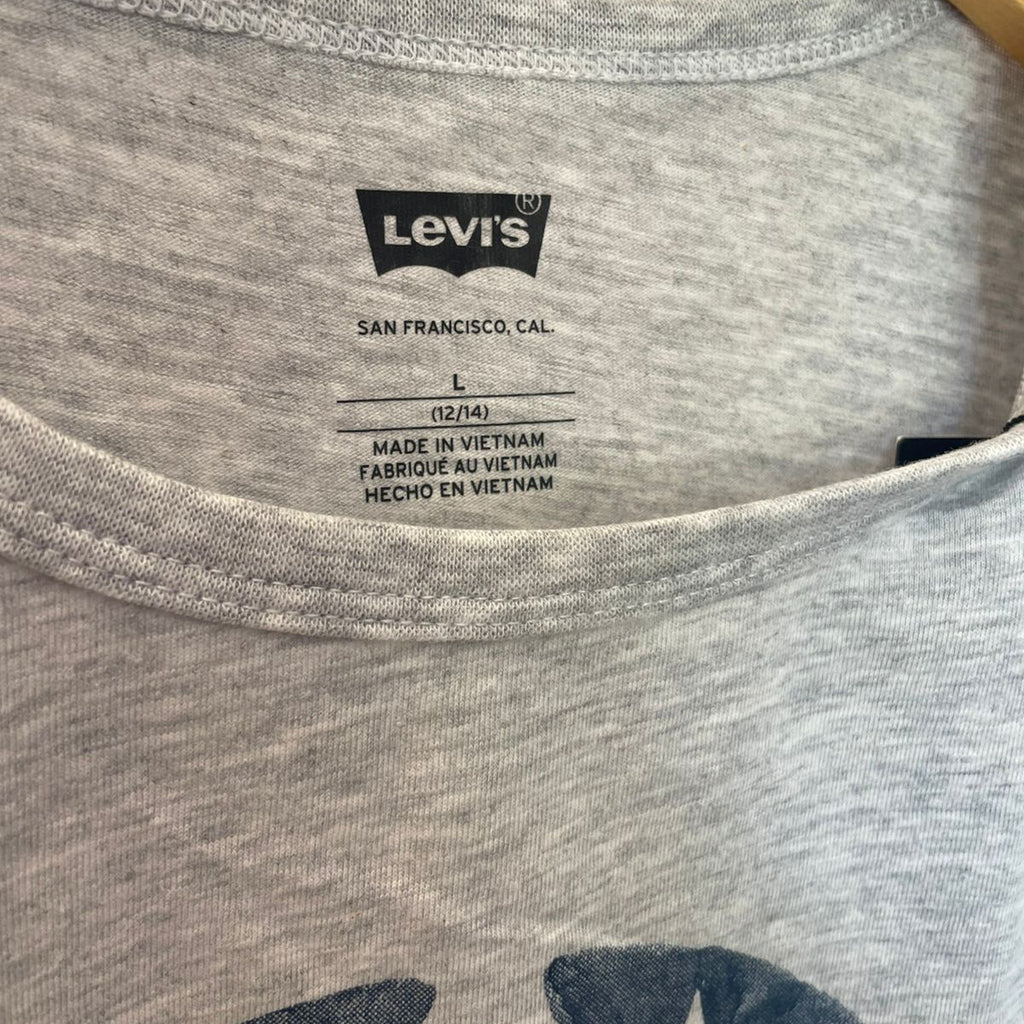 Levi's ®
SAN FRANCISCO, CAL.
L
(12/14)
MADE IN VIETNAM
FABRIQUÉ AU VIETNAM
HECHO EN VIETNAM